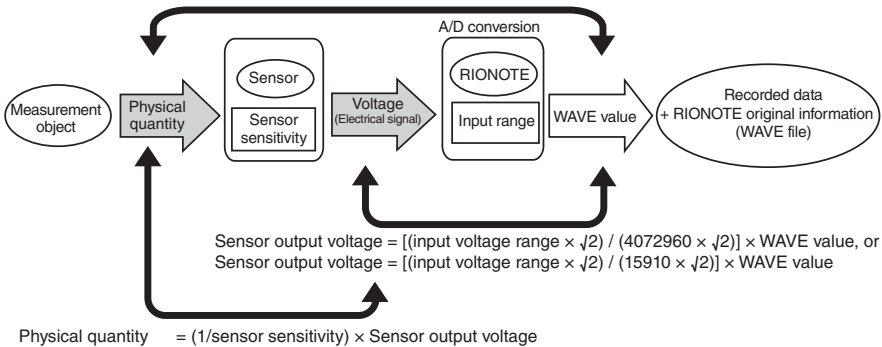 A/D conversion
Measurement
object
Physical
quantity
Sensor
Sensor
sensitivity
Voltage
(Electrical signal)
RIONOTE
Input range
WAVE value
Recorded data
+ RIONOTE original information
(WAVE file)
Sensor output voltage = [(input voltage range × √2) / (4072960 × √2)] × WAVE value, or
Sensor output voltage = [(input voltage range × √2) / (15910 × √2)] × WAVE value
Physical quantity = (1/sensor sensitivity) × Sensor output voltage